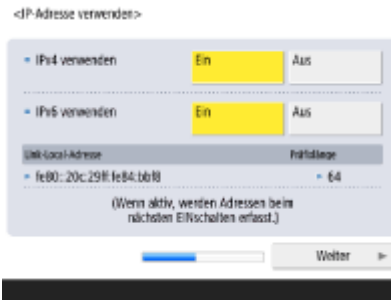 <IP-Adresse verwenden>
IPv4 verwenden Ein Aus
IPv6 verwenden Ein Aus
Link-Local-Adresse Präfixlänge
fe80::20c:29ff:fe84:bbf8 64
(Wenn aktiv, werden Adressen beim
nächsten EINschalten erfasst.)
Weiter